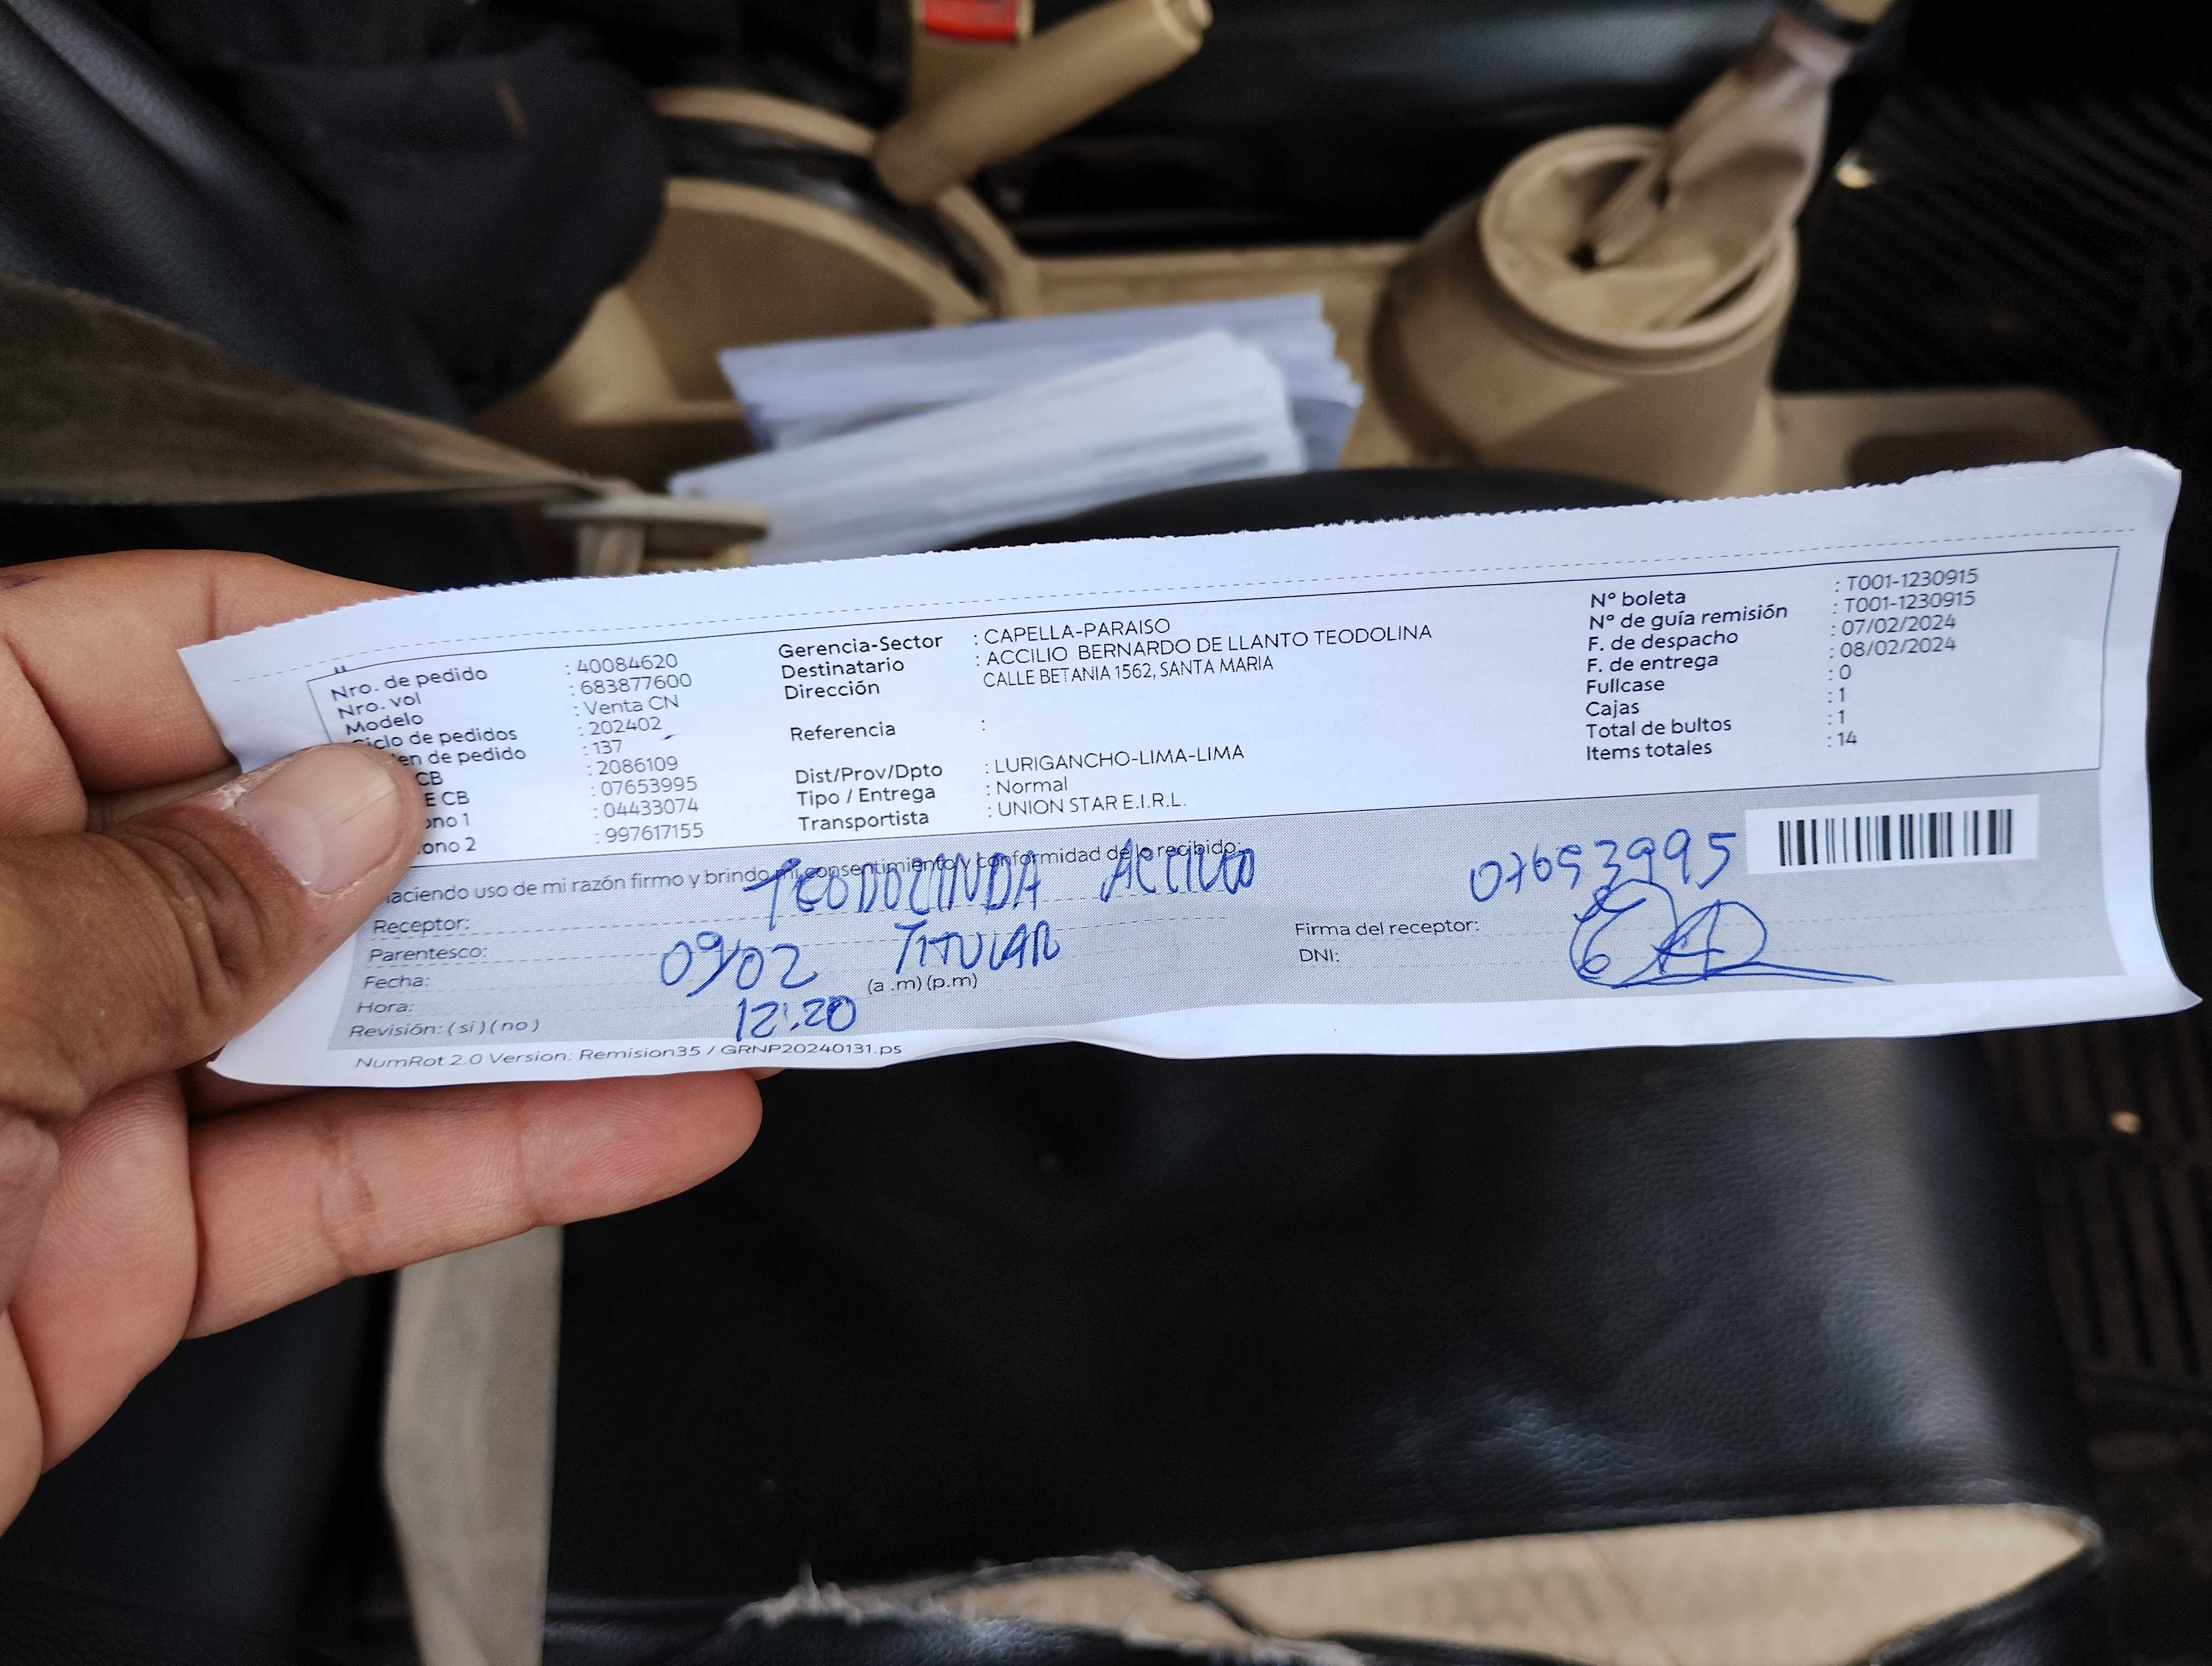 Nro. de pedido : 40084620
Nro. vol : 683877600
Modelo : Venta CN
Ciclo de pedidos : 202402
en de pedido : 137
CB : 2086109
E CB : 07653995
ono 1 : 04433074
ono 2 : 997617155
Gerencia-Sector : CAPELLA-PARAISO
Destinatario : ACCILIO BERNARDO DE LLANTO TEODOLINA
Dirección CALLE BETANIA 1562, SANTA MARIA
Referencia :
Dist/Prov/Dpto : LURIGANCHO-LIMA-LIMA
Tipo / Entrega : Normal
Transportista : UNION STAR E.I.R.L.
N° boleta : T001-1230915
N° de guía remisión : T001-1230915
F. de despacho : 07/02/2024
F. de entrega : 08/02/2024
Fullcase : 0
Cajas : 1
Total de bultos : 1
Items totales : 14
haciendo uso de mi razón firmo y brindo mi consentimiento y conformidad de lo recibido:
Receptor: TEODOLINDA ACCILIO
Parentesco: TITULAR
Fecha: 09/02
Hora: 12:20 (a .m) (p.m)
Revisión: ( si ) ( no )
07653995
Firma del receptor:
DNI:
NumRot 2.0 Version: Remision35 / GRNP20240131.ps